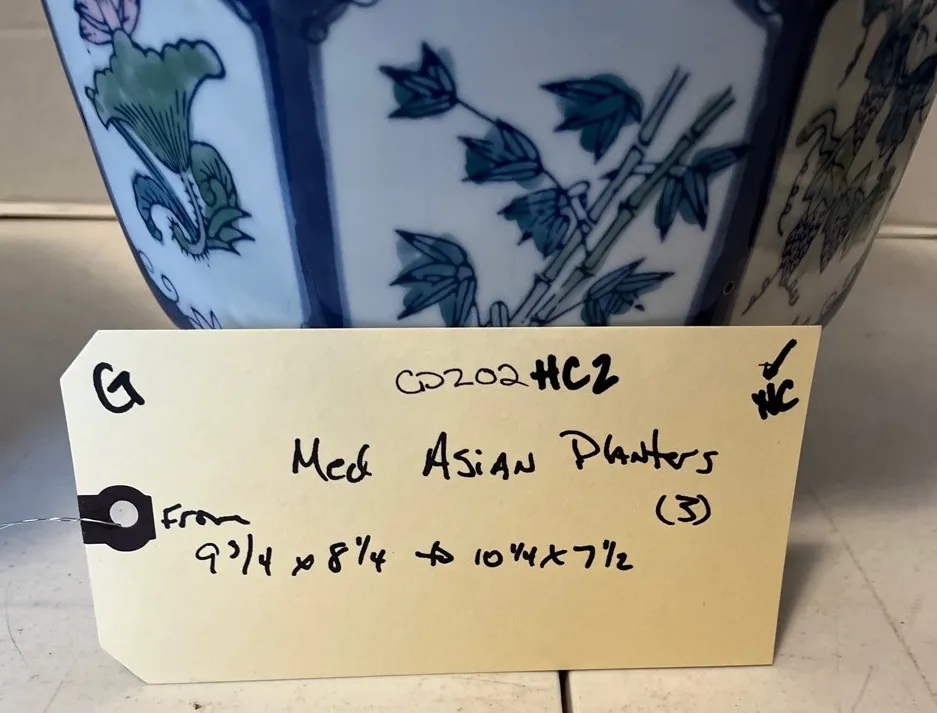 G GD202HC2 ✓
HC
Med Asian Planters
(3)
From
9 3/4 x 8 1/4 to 10 1/4 x 7 1/2